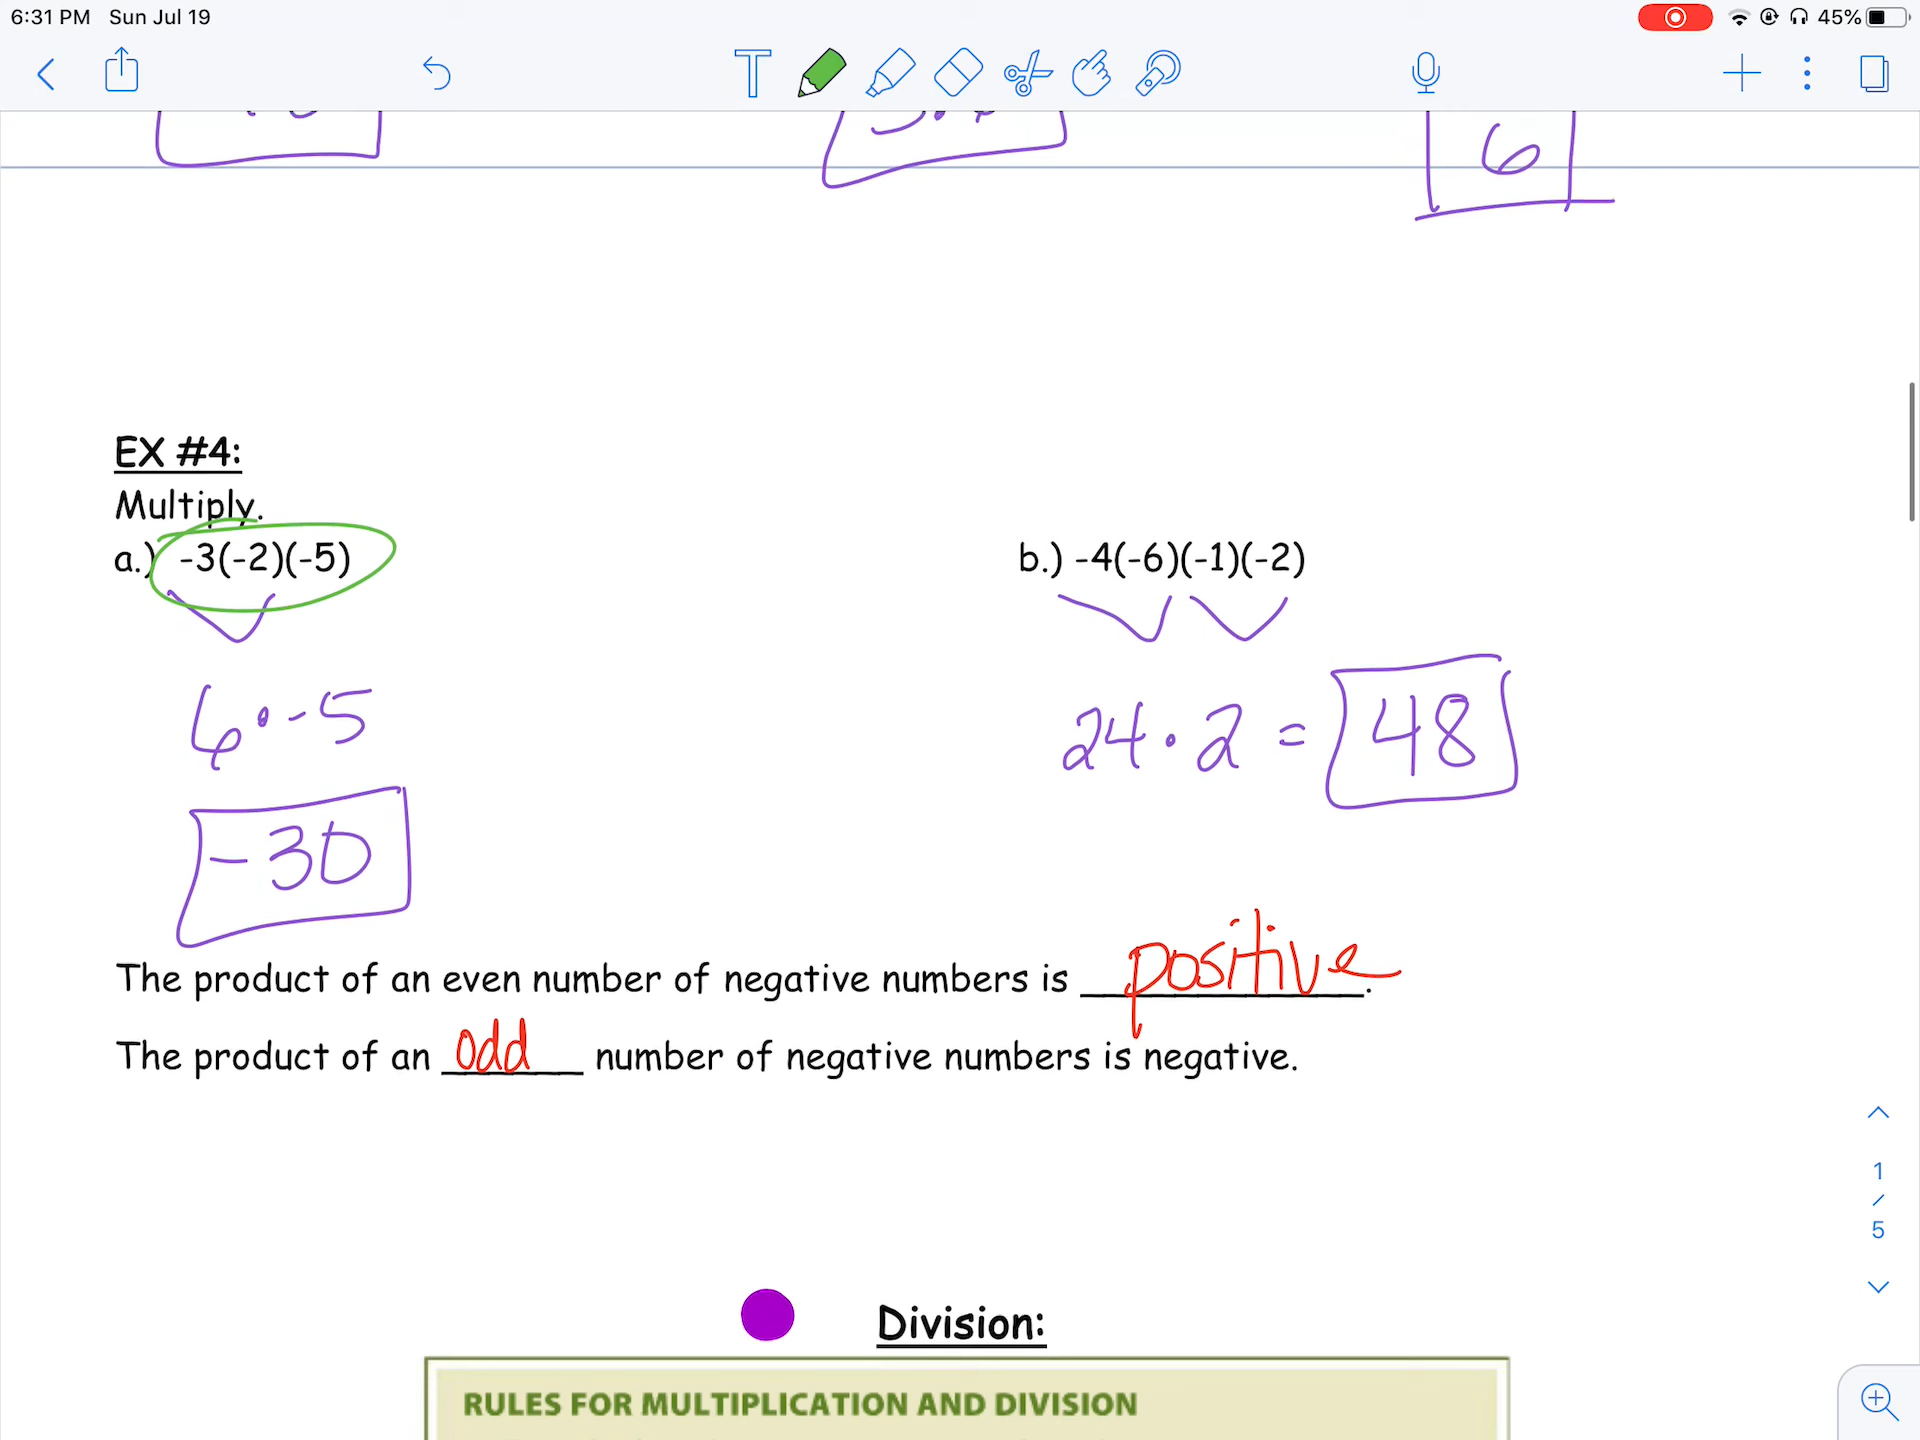 6:31 PM Sun Jul 19
45%
6
EX #4:
Multiply.
a.) -3(-2)(-5)
b.) -4(-6)(-1)(-2)
6 · -5
24 · 2 = 48
-30
The product of an even number of negative numbers is positive.
The product of an odd number of negative numbers is negative.
1
/
5
Division:
RULES FOR MULTIPLICATION AND DIVISION